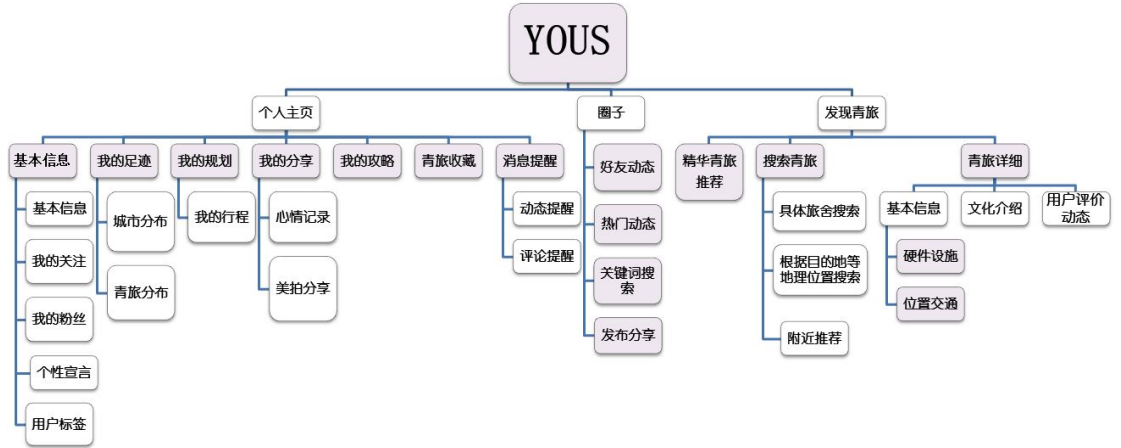 YOUS
个人主页
圈子
发现青旅
基本信息
我的足迹
我的规划
我的分享
我的攻略
青旅收藏
消息提醒
好友动态
精华青旅
推荐
搜索青旅
青旅详细
基本信息
城市分布
我的行程
心情记录
动态提醒
热门动态
具体旅舍搜索
基本信息
文化介绍
用户评价
动态
我的关注
青旅分布
美拍分享
评论提醒
关键词搜
索
根据目的地等
地理位置搜索
硬件设施
我的粉丝
发布分享
附近推荐
位置交通
个性宣言
用户标签